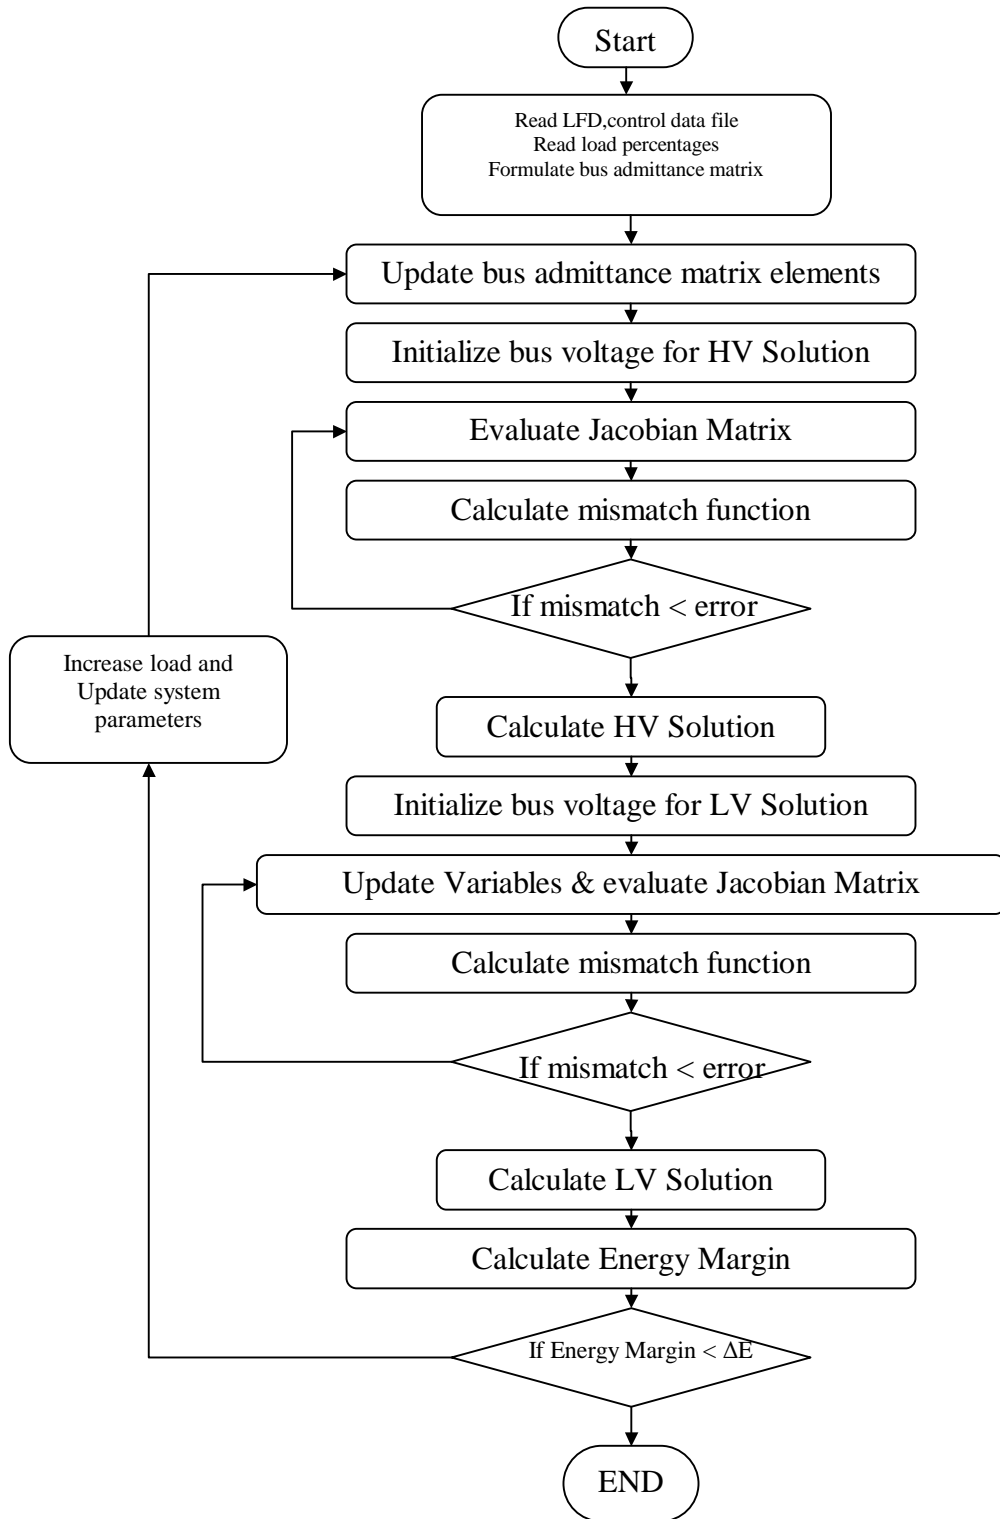 Start
Read LFD,control data file
Read load percentages
Formulate bus admittance matrix
Update bus admittance matrix elements
Initialize bus voltage for HV Solution
Evaluate Jacobian Matrix
Calculate mismatch function
If mismatch < error
Increase load and
Update system
parameters
Calculate HV Solution
Initialize bus voltage for LV Solution
Update Variables & evaluate Jacobian Matrix
Calculate mismatch function
If mismatch < error
Calculate LV Solution
Calculate Energy Margin
If Energy Margin < ΔE
END